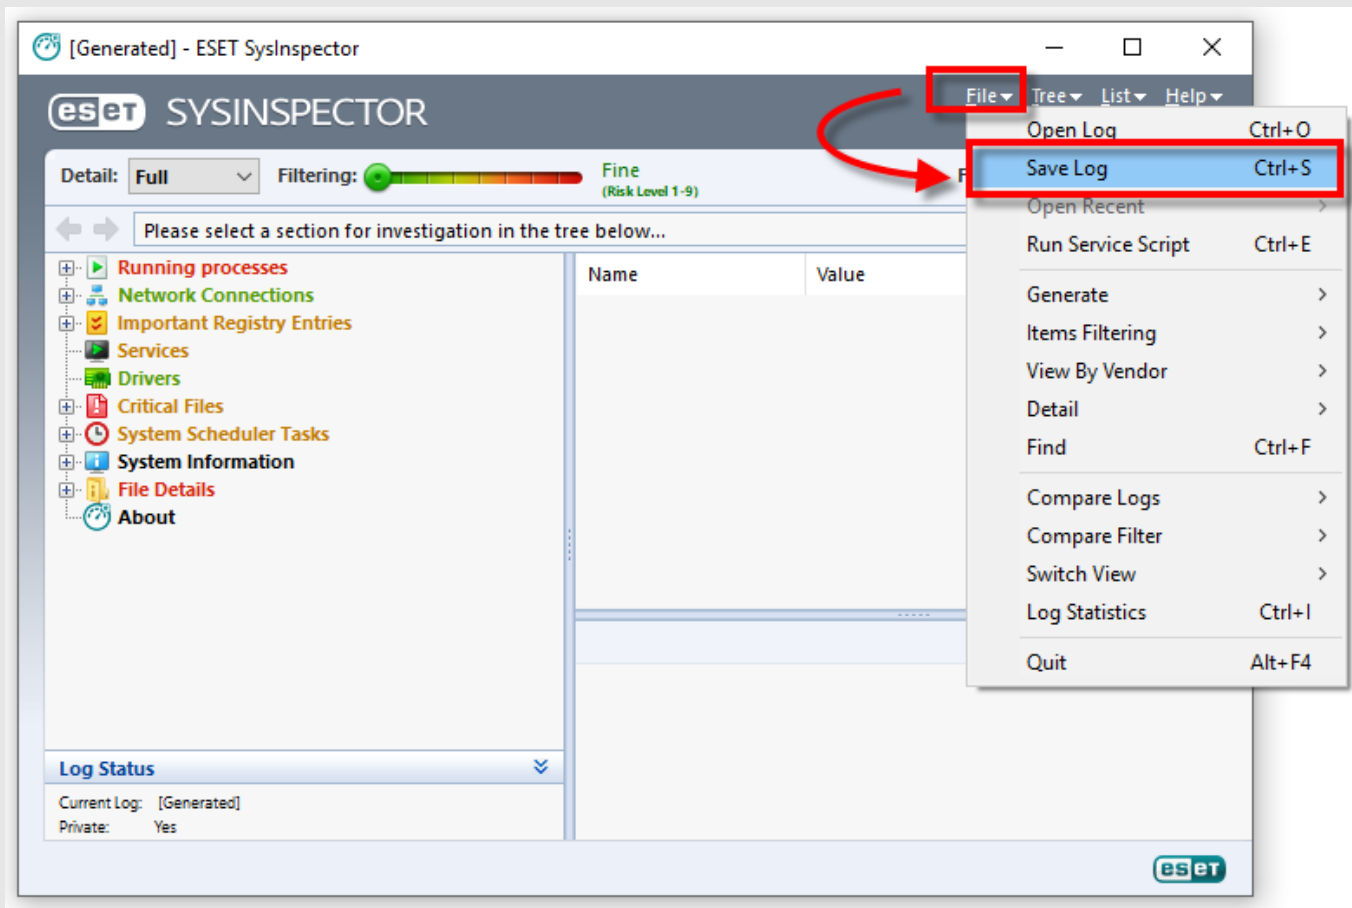 [Generated] - ESET SysInspector
eseT SYSINSPECTOR
File Tree List Help
Detail: Full Filtering: Fine
(Risk Level 1-9)
Please select a section for investigation in the tree below...
Running processes
Network Connections
Important Registry Entries
Services
Drivers
Critical Files
System Scheduler Tasks
System Information
File Details
About
Name Value
Open Log Ctrl+O
Save Log Ctrl+S
Open Recent
Run Service Script Ctrl+E
Generate
Items Filtering
View By Vendor
Detail
Find Ctrl+F
Compare Logs
Compare Filter
Switch View
Log Statistics Ctrl+I
Quit Alt+F4
Log Status
Current Log: [Generated]
Private: Yes
eseT